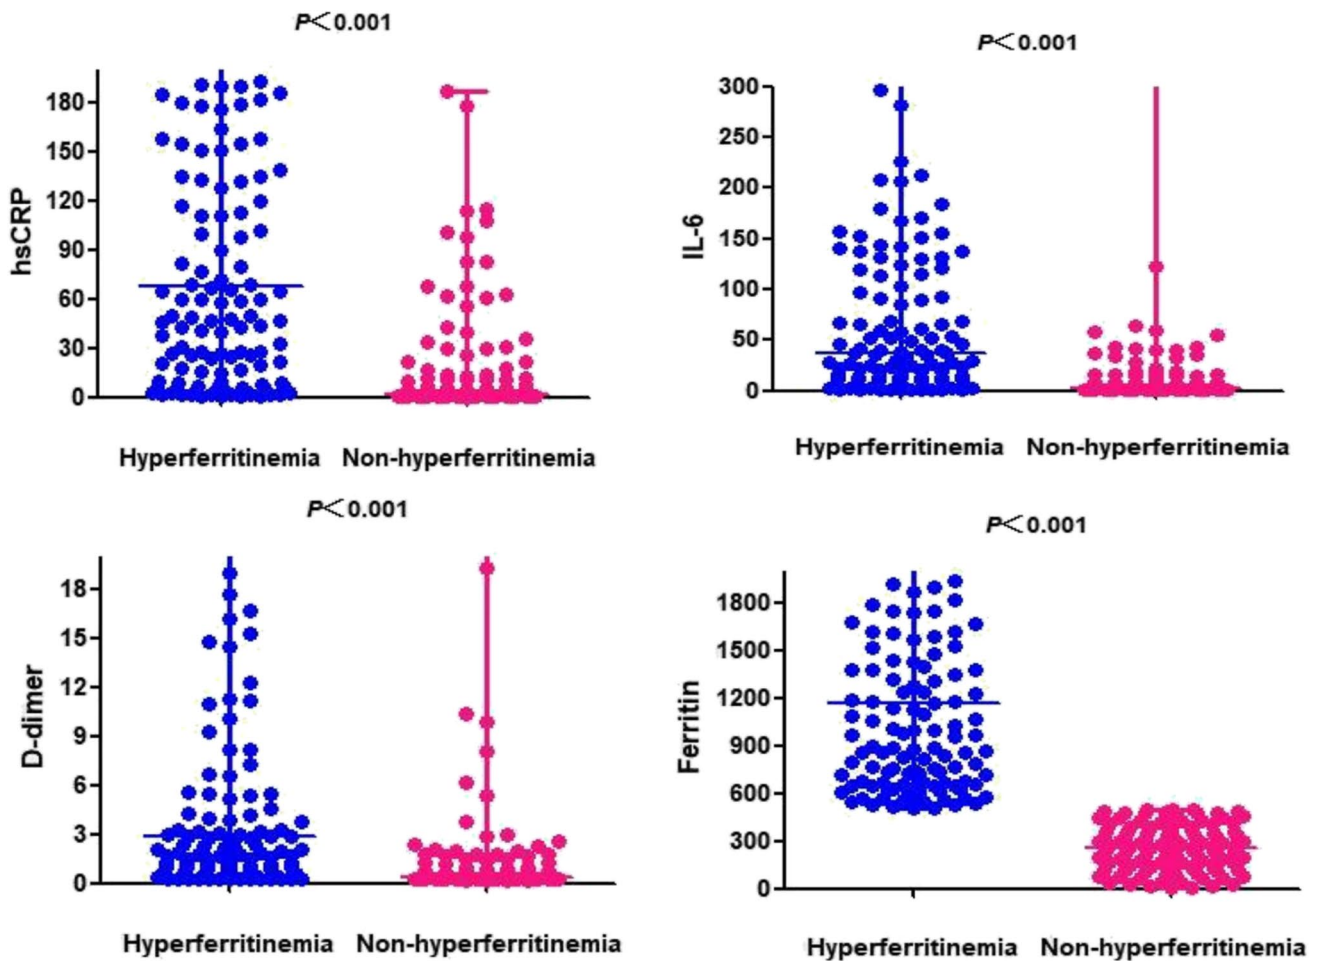 P<0.001
hsCRP
180
150
120
90
60
30
0
Hyperferritinemia Non-hyperferritinemia
P<0.001
IL-6
300
250
200
150
100
50
0
Hyperferritinemia Non-hyperferritinemia
P<0.001
D-dimer
18
15
12
9
6
3
0
Hyperferritinemia Non-hyperferritinemia
P<0.001
Ferritin
1800
1500
1200
900
600
300
0
Hyperferritinemia Non-hyperferritinemia